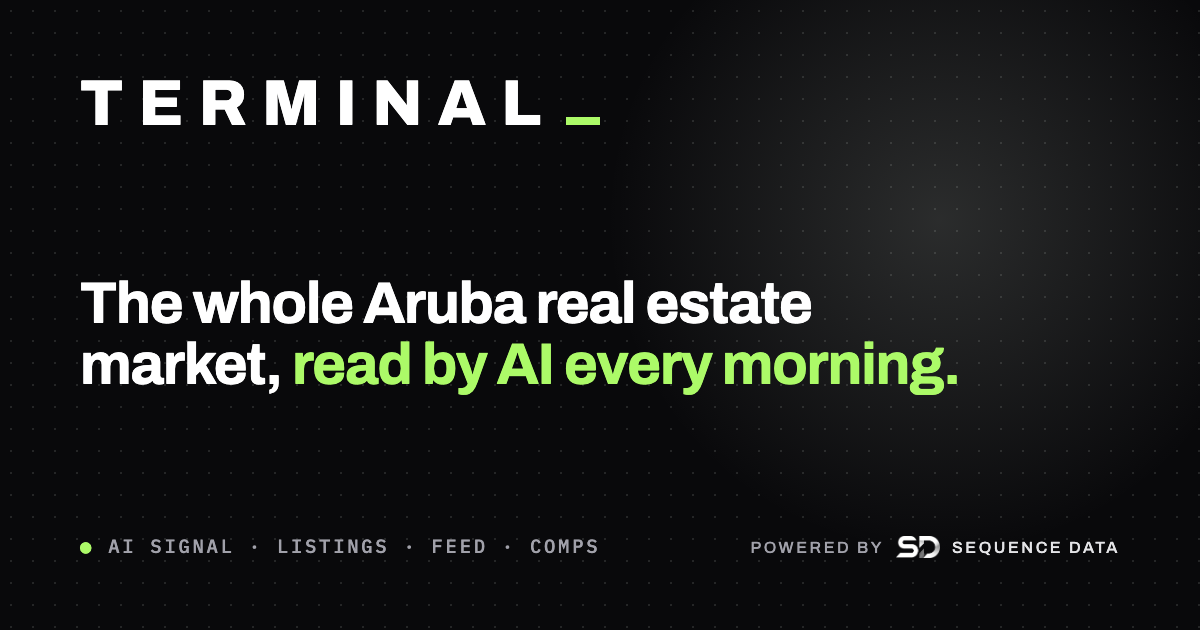 TERMINAL_
The whole Aruba real estate
market, read by AI every morning.
AI SIGNAL · LISTINGS · FEED · COMPS
POWERED BY SD SEQUENCE DATA